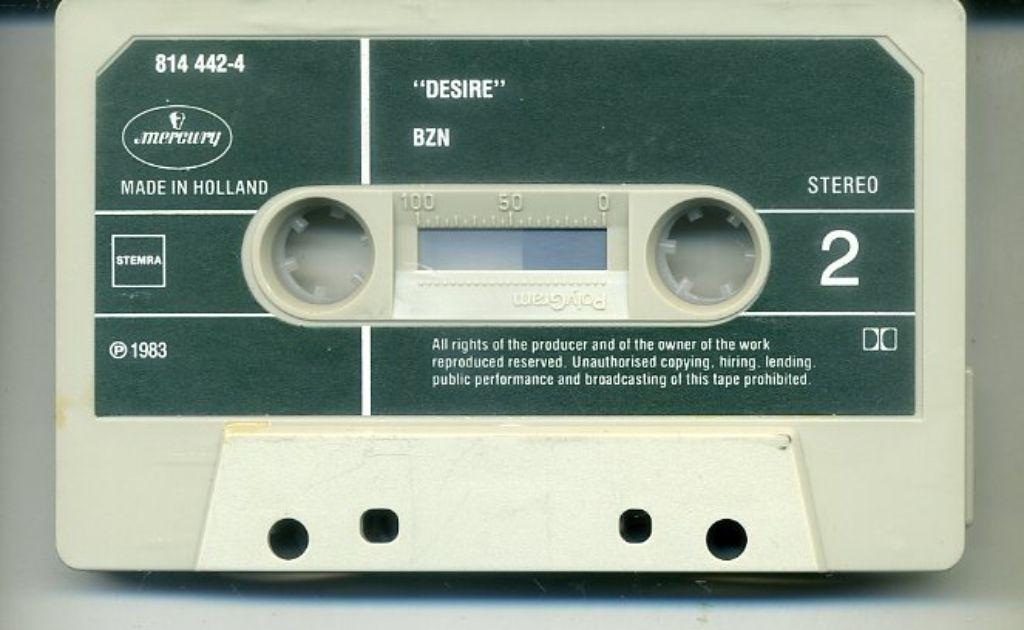 814 442-4
mercury
MADE IN HOLLAND
STEMRA
℗ 1983
“DESIRE”
BZN
STEREO
100 50 0
2
PolyGram
All rights of the producer and of the owner of the work
reproduced reserved. Unauthorised copying, hiring, lending,
public performance and broadcasting of this tape prohibited.